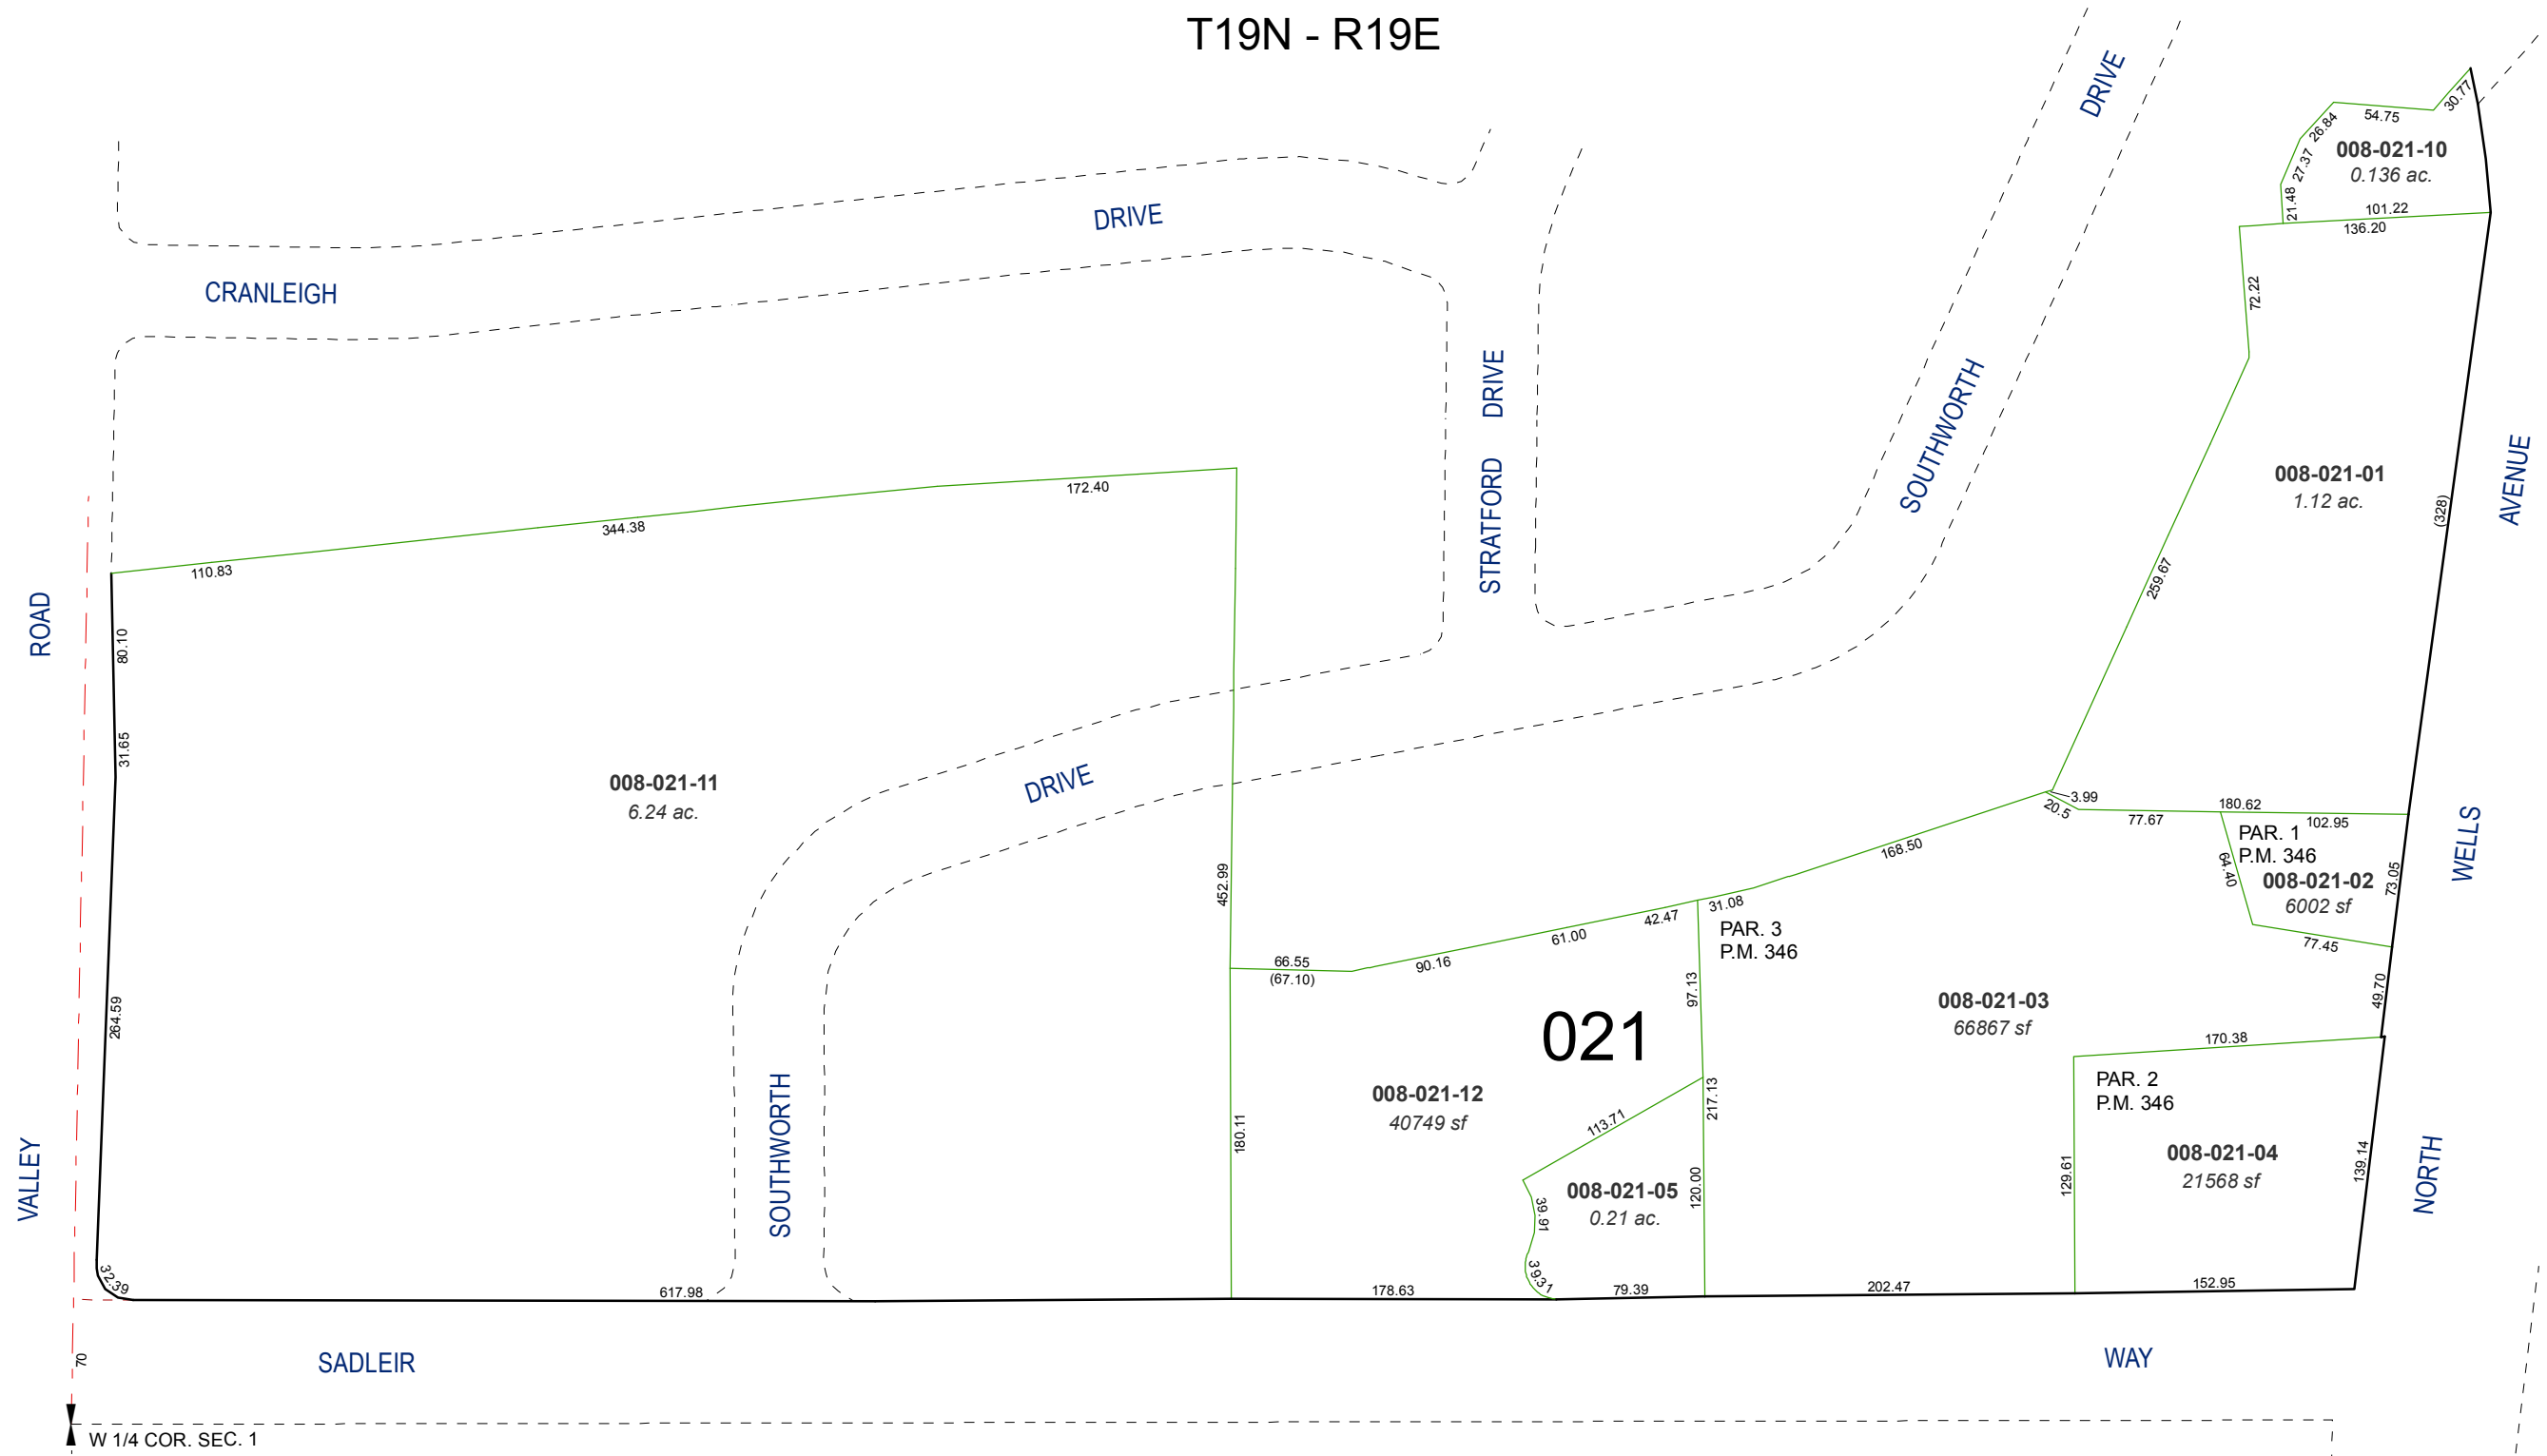 T19N - R19E
DRIVE
30.77
54.75
26.84
008-021-10
0.136 ac.
27.37
21.48
101.22
136.20
DRIVE
CRANLEIGH
72.22
STRATFORD DRIVE
SOUTHWORTH
008-021-01
1.12 ac.
(328)
AVENUE
172.40
344.38
110.83
259.67
ROAD
80.10
31.65
008-021-11
6.24 ac.
DRIVE
3.99
20.5
77.67
180.62
102.95
PAR. 1
P.M. 346
64.40
008-021-02
6002 sf
73.05
WELLS
77.45
168.50
452.99
31.08
42.47
61.00
90.16
66.55
(67.10)
PAR. 3
P.M. 346
97.13
49.70
264.59
021
008-021-03
66867 sf
170.38
PAR. 2
P.M. 346
008-021-12
40749 sf
113.71
217.13
180.11
SOUTHWORTH
VALLEY
129.61
008-021-04
21568 sf
139.14
NORTH
39.91
008-021-05
0.21 ac.
120.00
32.39
39.31
617.98
178.63
79.39
202.47
152.95
SADLEIR
WAY
70
W 1/4 COR. SEC. 1